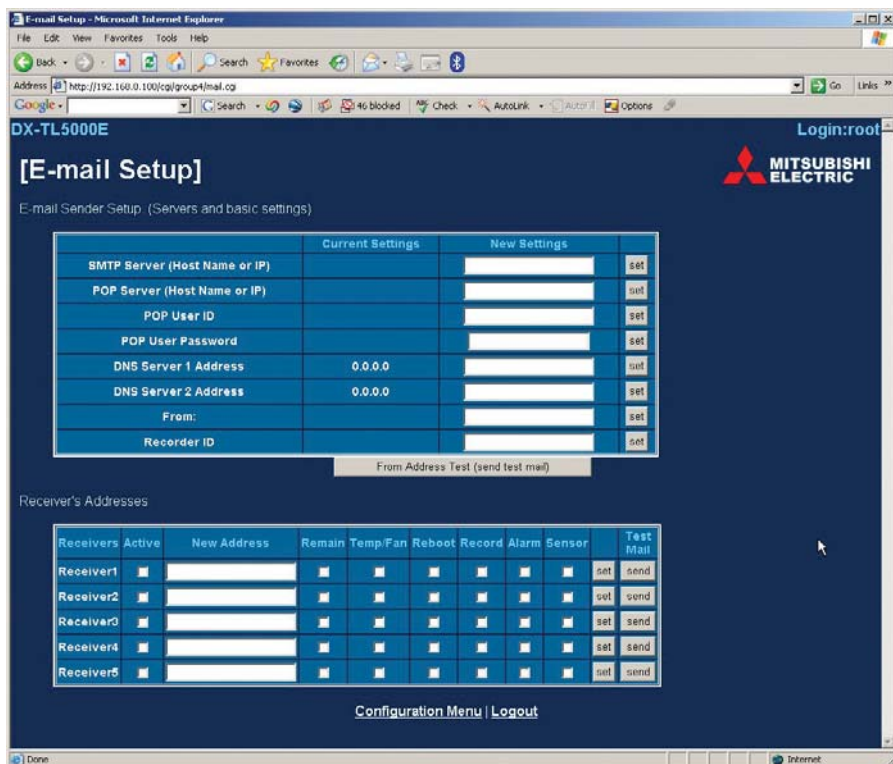 E-mail Setup - Microsoft Internet Explorer
File Edit View Favorites Tools Help
Back Search Favorites
Address http://192.168.0.100/cgi/group4/mail.cgi Go Links »
Google Search 46 blocked Check AutoLink AutoFill Options
DX-TL5000E Login:root
[E-mail Setup] MITSUBISHI ELECTRIC
E-mail Sender Setup (Servers and basic settings)
Current Settings New Settings
SMTP Server (Host Name or IP) set
POP Server (Host Name or IP) set
POP User ID set
POP User Password set
DNS Server 1 Address 0.0.0.0 set
DNS Server 2 Address 0.0.0.0 set
From: set
Recorder ID set
From Address Test (send test mail)
Receiver's Addresses
Receivers Active New Address Remain Temp/Fan Reboot Record Alarm Sensor Test Mail
Receiver1 set send
Receiver2 set send
Receiver3 set send
Receiver4 set send
Receiver5 set send
Configuration Menu | Logout
Done Internet